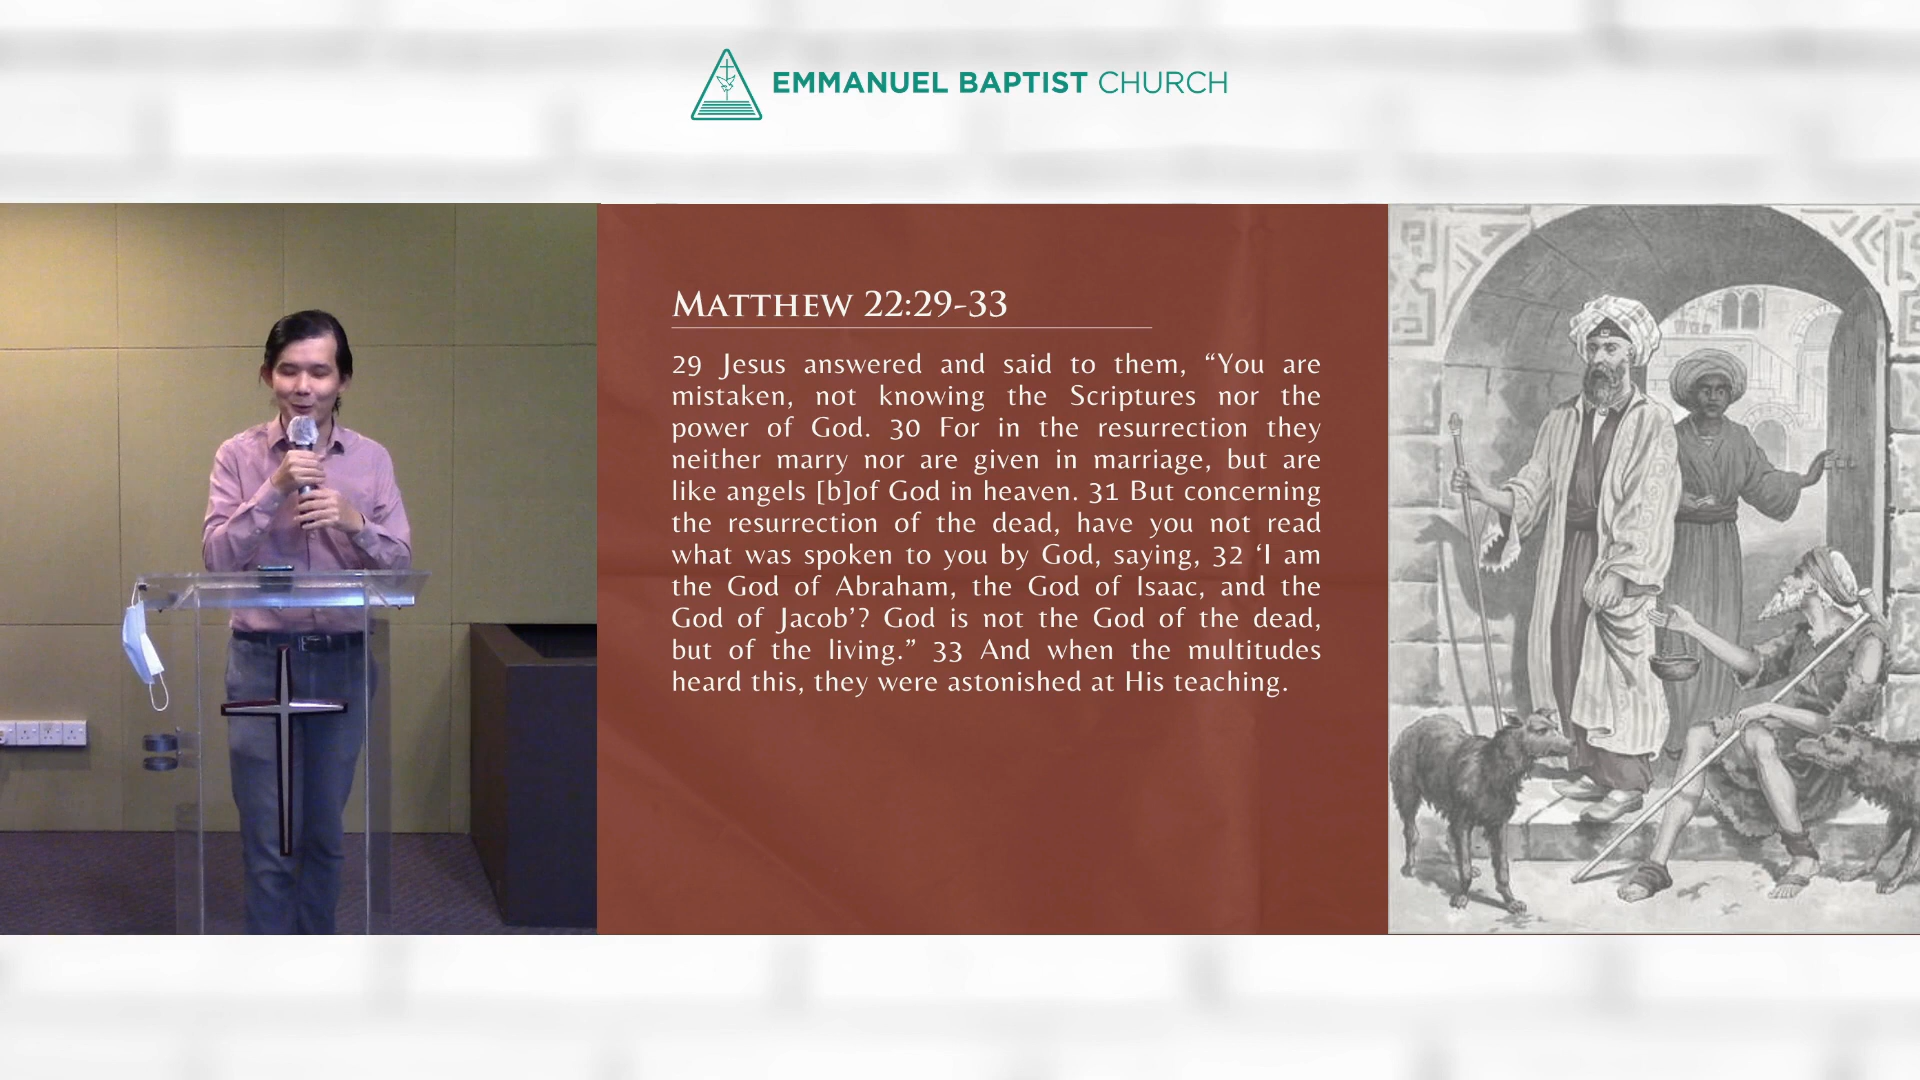 EMMANUEL BAPTIST CHURCH
MATTHEW 22:29-33
29 Jesus answered and said to them, “You are
mistaken, not knowing the Scriptures nor the
power of God. 30 For in the resurrection they
neither marry nor are given in marriage, but are
like angels [b]of God in heaven. 31 But concerning
the resurrection of the dead, have you not read
what was spoken to you by God, saying, 32 ‘I am
the God of Abraham, the God of Isaac, and the
God of Jacob’? God is not the God of the dead,
but of the living.” 33 And when the multitudes
heard this, they were astonished at His teaching.